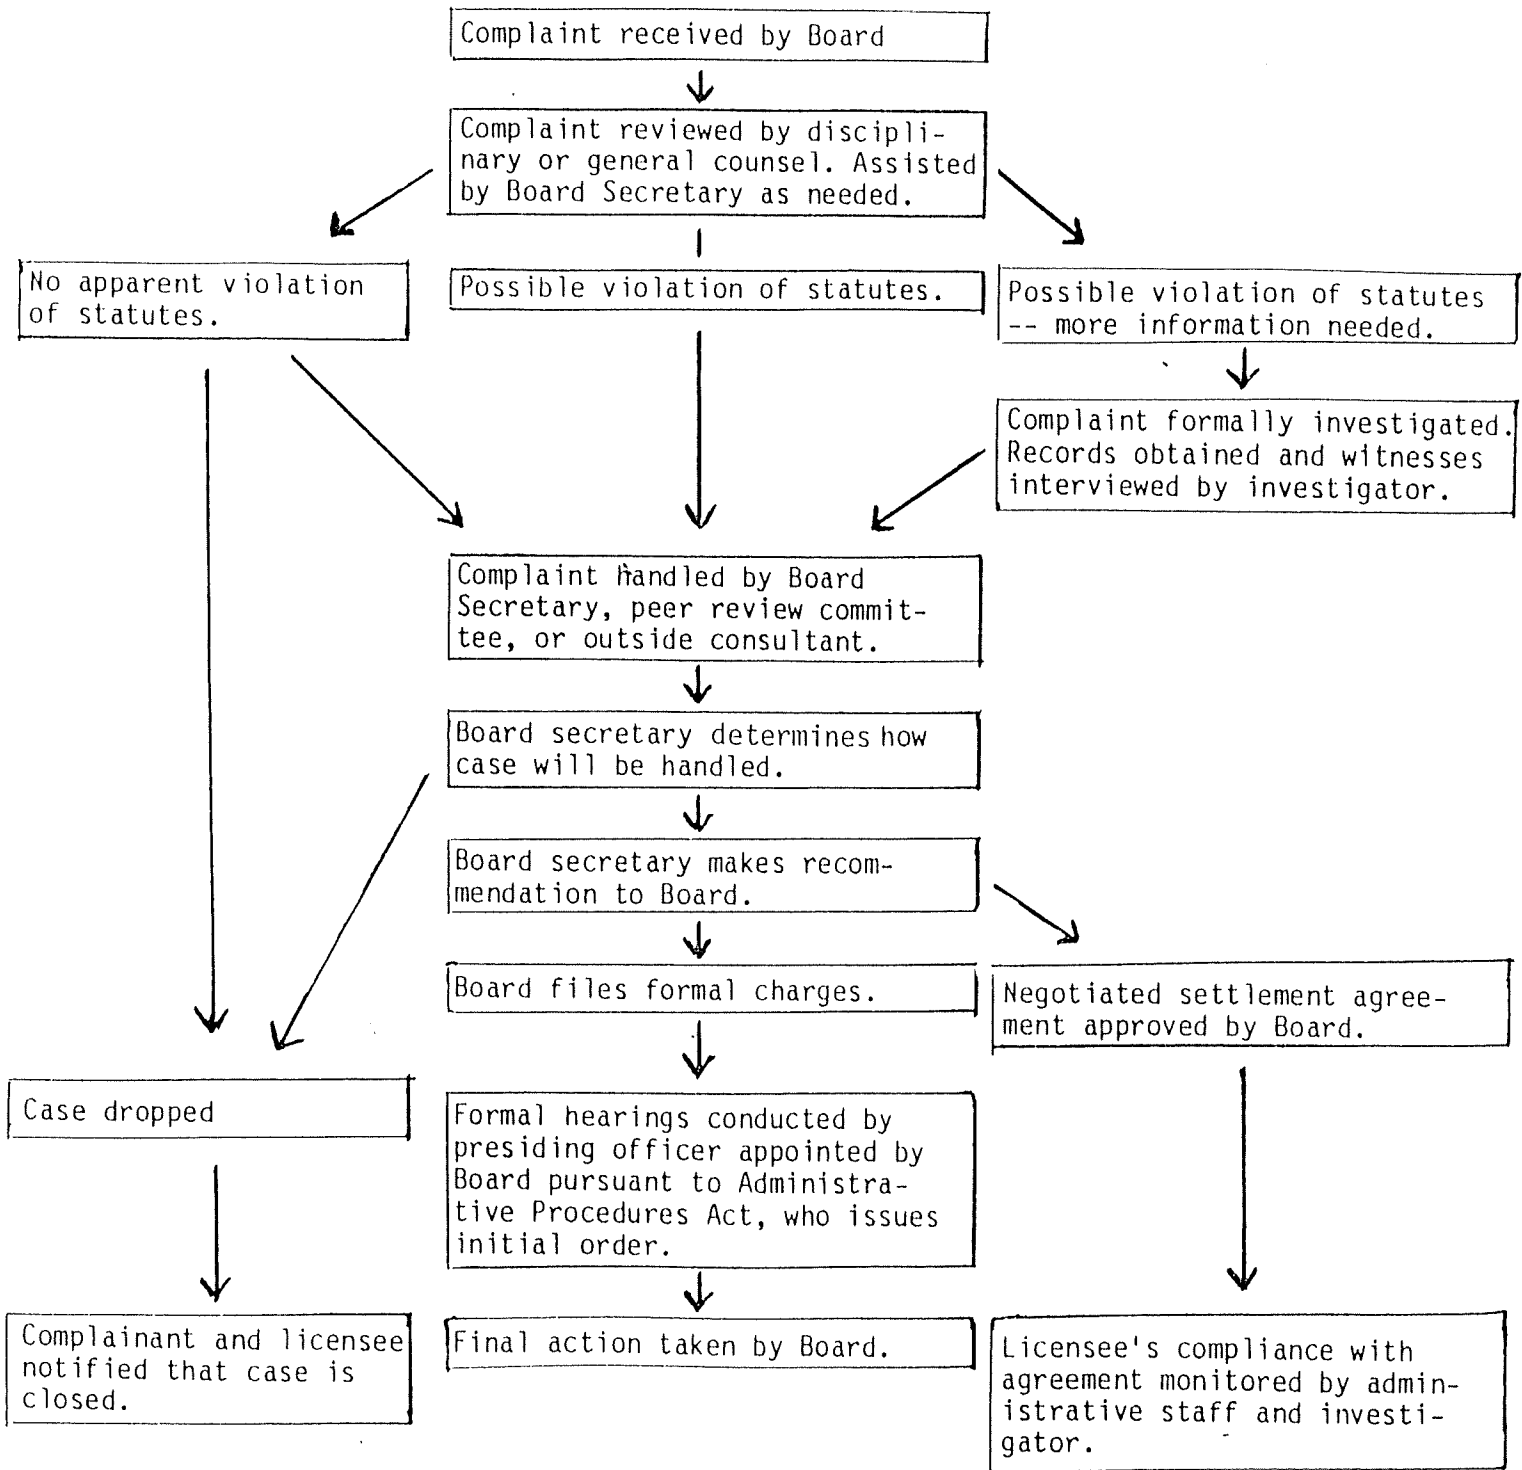 Complaint received by Board
Complaint reviewed by discipli-
nary or general counsel. Assisted
by Board Secretary as needed.
No apparent violation
of statutes.
Possible violation of statutes.
Possible violation of statutes
-- more information needed.
Complaint formally investigated.
Records obtained and witnesses
interviewed by investigator.
Complaint handled by Board
Secretary, peer review commit-
tee, or outside consultant.
Board secretary determines how
case will be handled.
Board secretary makes recom-
mendation to Board.
Board files formal charges.
Negotiated settlement agree-
ment approved by Board.
Case dropped
Formal hearings conducted by
presiding officer appointed by
Board pursuant to Administra-
tive Procedures Act, who issues
initial order.
Complainant and licensee
notified that case is
closed.
Final action taken by Board.
Licensee's compliance with
agreement monitored by admin-
istrative staff and investi-
gator.